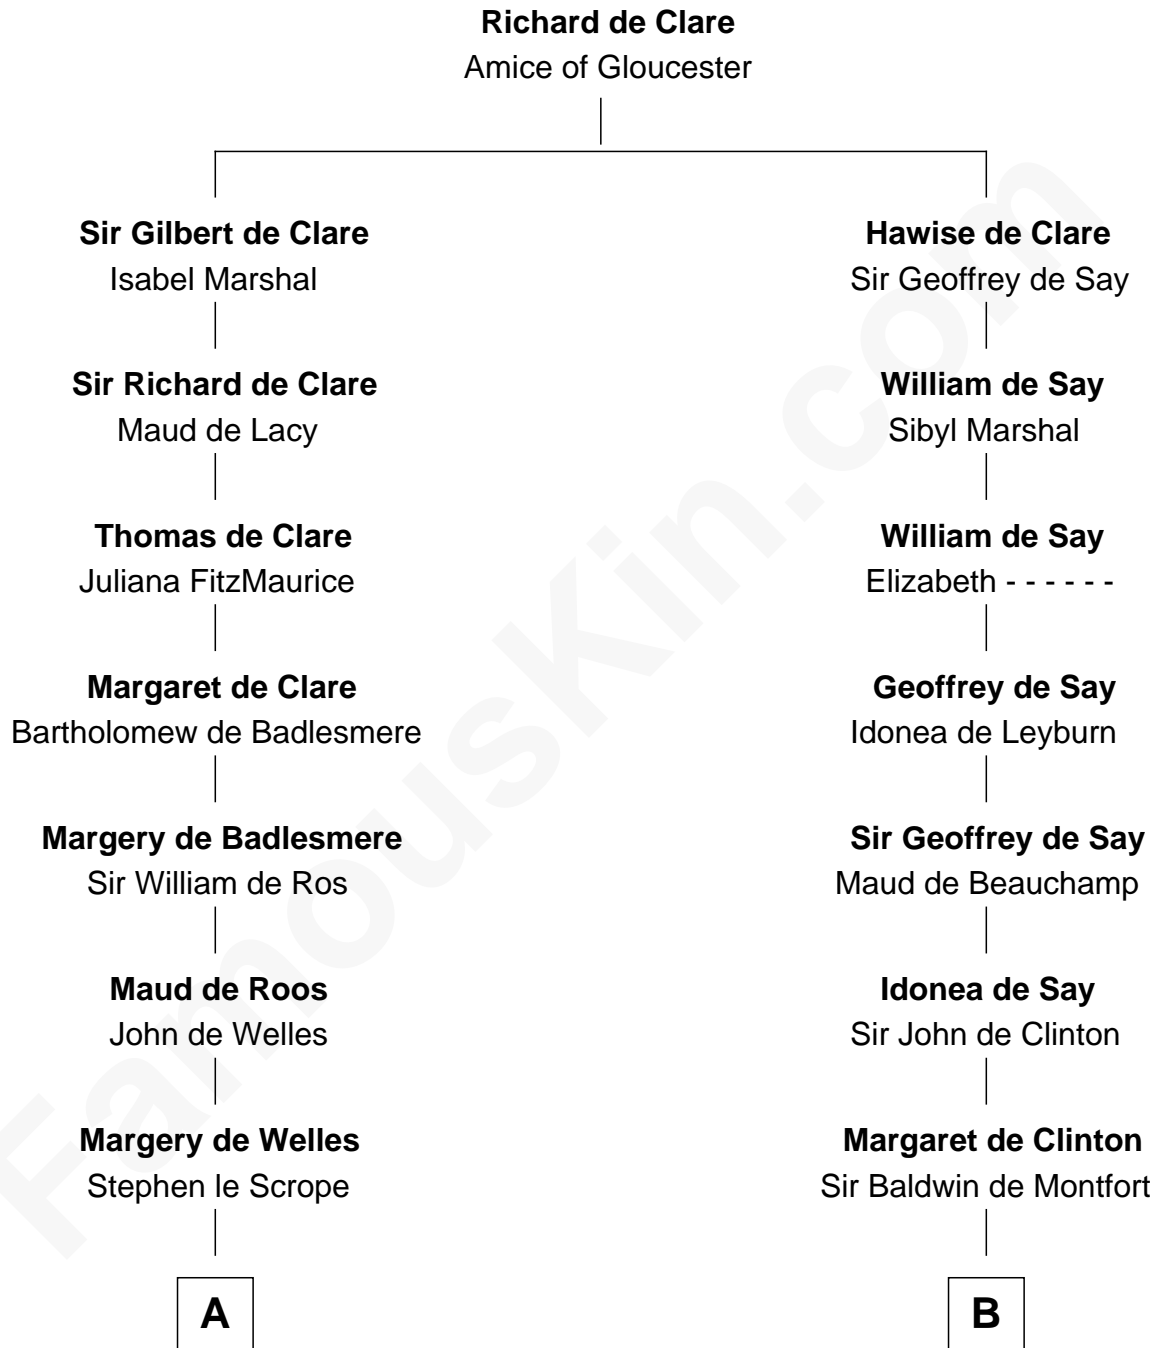 Richard de Clare
Amice of Gloucester
Sir Gilbert de Clare
Isabel Marshal
Sir Richard de Clare
Maud de Lacy
Thomas de Clare
Juliana FitzMaurice
Margaret de Clare
Bartholomew de Badlesmere
Margery de Badlesmere
Sir William de Ros
Maud de Roos
John de Welles
Margery de Welles
Stephen le Scrope
A
Hawise de Clare
Sir Geoffrey de Say
William de Say
Sibyl Marshal
William de Say
Elizabeth - - - - - -
Geoffrey de Say
Idonea de Leyburn
Sir Geoffrey de Say
Maud de Beauchamp
Idonea de Say
Sir John de Clinton
Margaret de Clinton
Sir Baldwin de Montfort
B
FamousKin.com